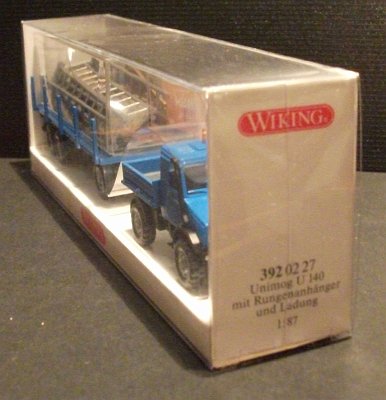 WIKING®
392 02 27
Unimog U 140
mit Rungenanhänger
und Ladung
1:87